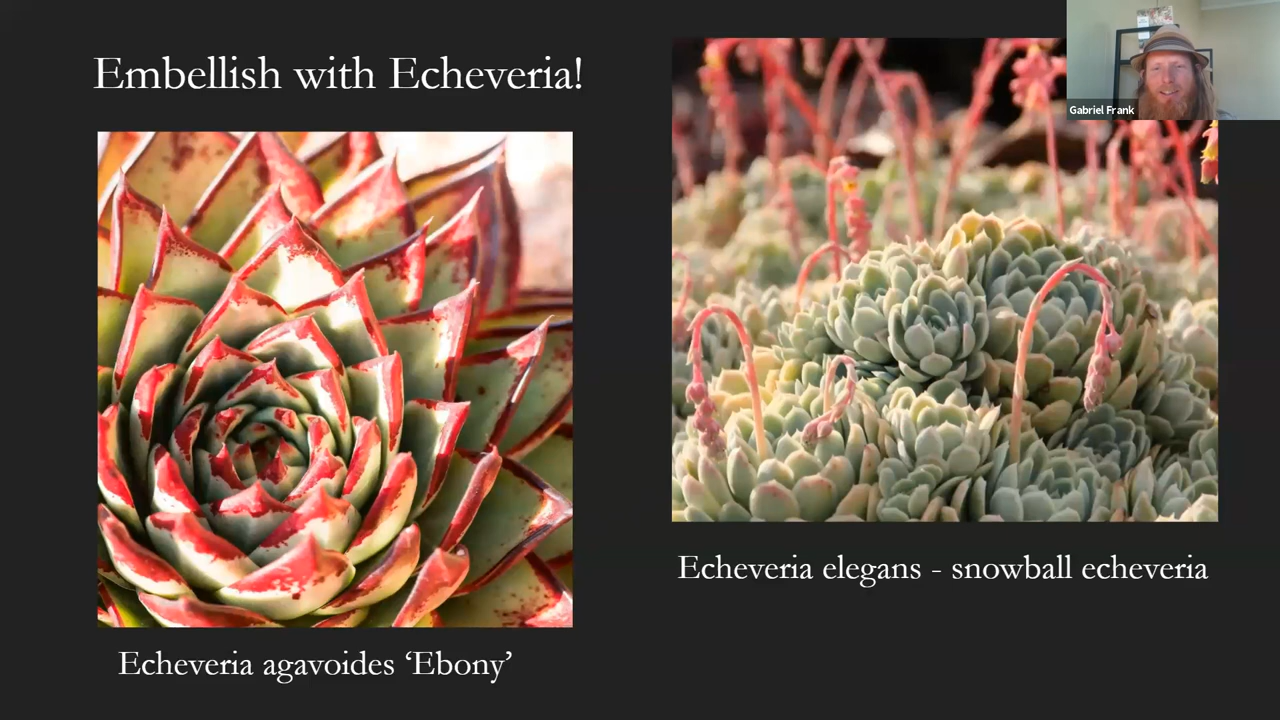 Embellish with Echeveria!
Gabriel Frank
Echeveria elegans - snowball echeveria
Echeveria agavoides ‘Ebony’